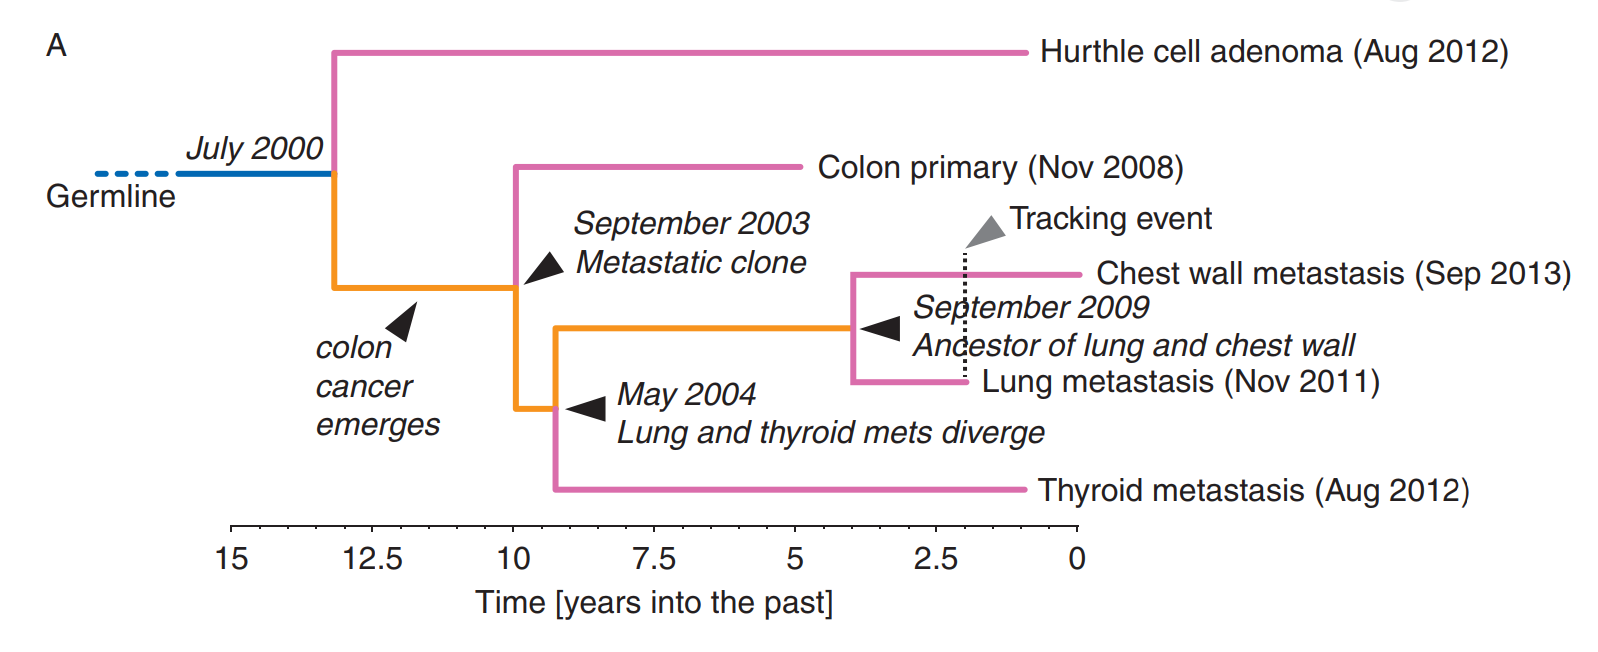 A
Hurthle cell adenoma (Aug 2012)
July 2000
Germline
Colon primary (Nov 2008)
September 2003
Metastatic clone
Tracking event
Chest wall metastasis (Sep 2013)
September 2009
Ancestor of lung and chest wall
colon
cancer
emerges
Lung metastasis (Nov 2011)
May 2004
Lung and thyroid mets diverge
Thyroid metastasis (Aug 2012)
15 12.5 10 7.5 5 2.5 0
Time [years into the past]